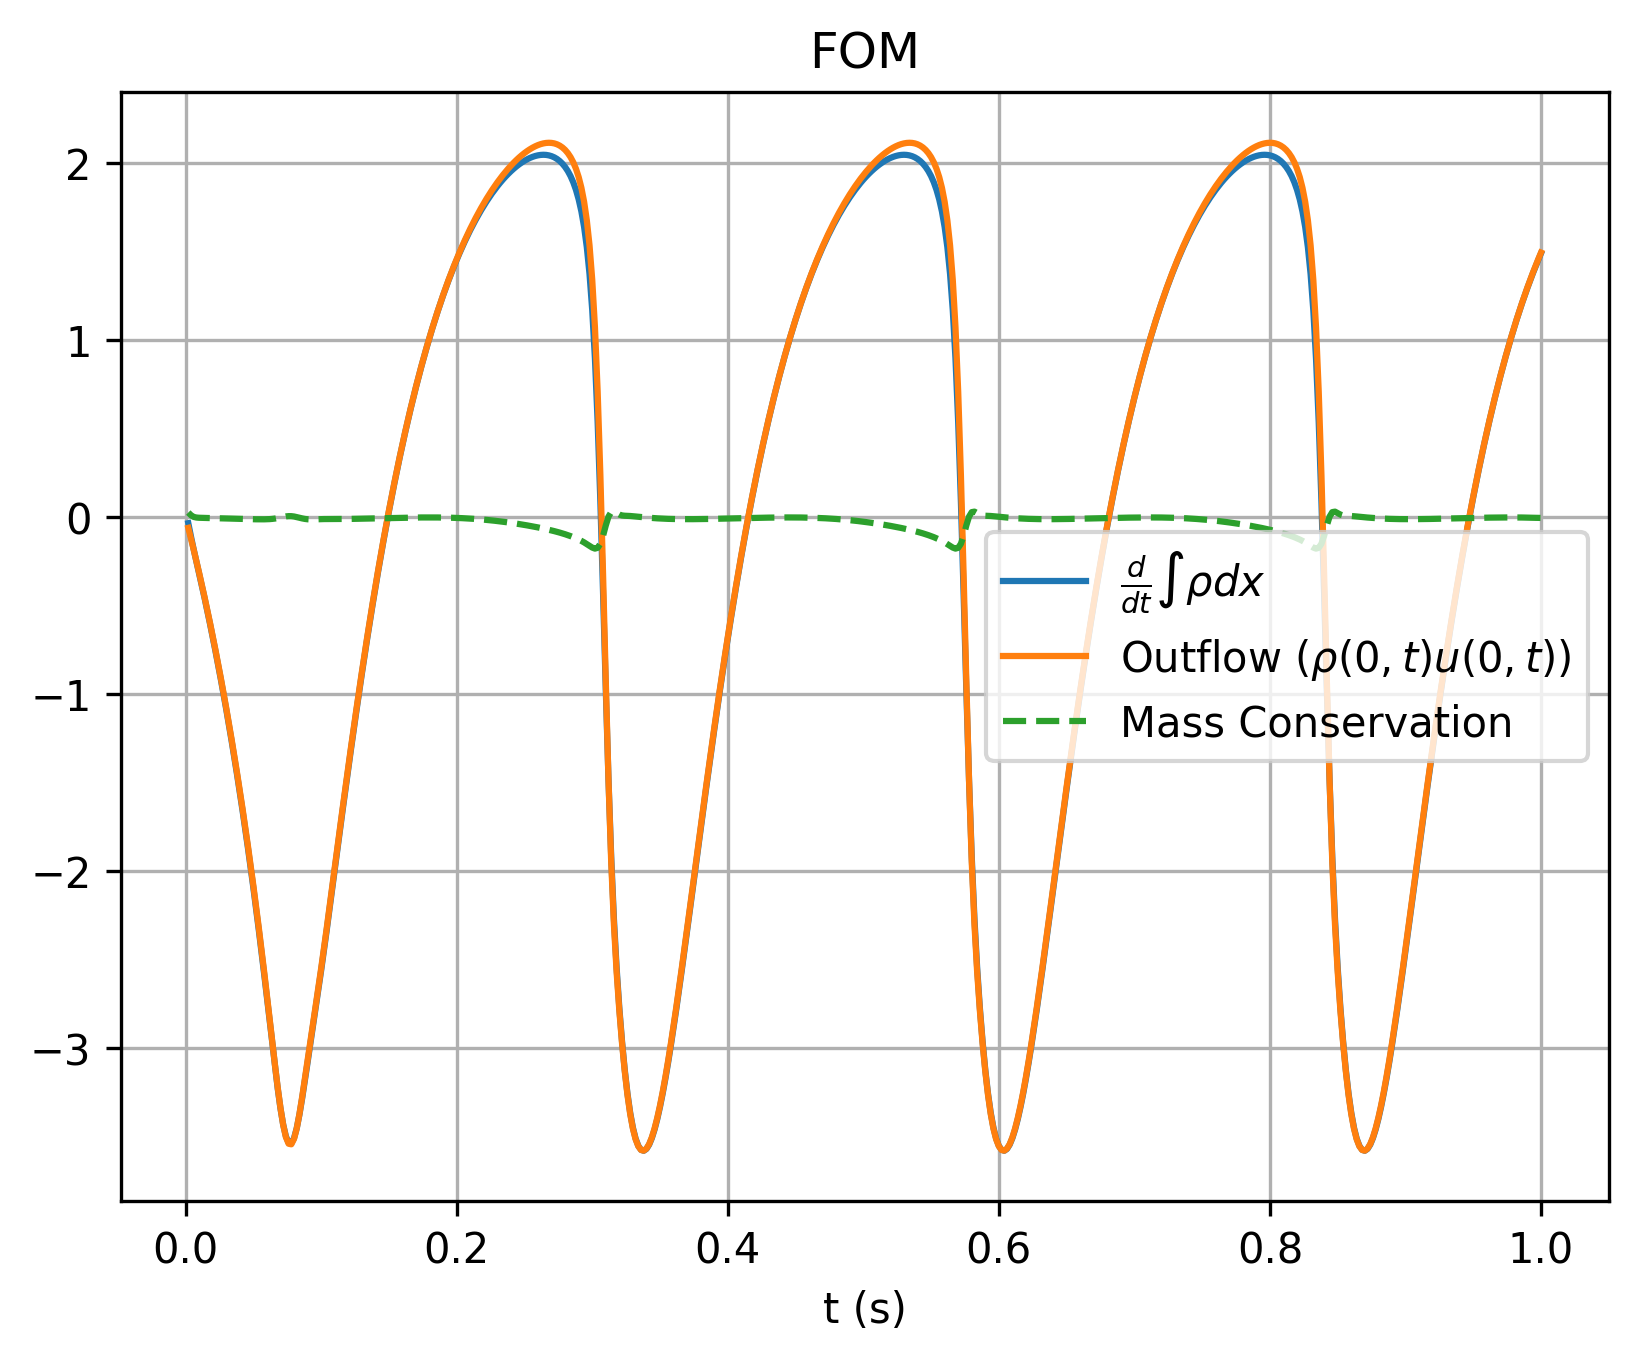 FOM
2
1
0
−1
−2
−3
d/dt ∫ρdx
Outflow (ρ(0, t)u(0, t))
Mass Conservation
0.0 0.2 0.4 0.6 0.8 1.0
t (s)